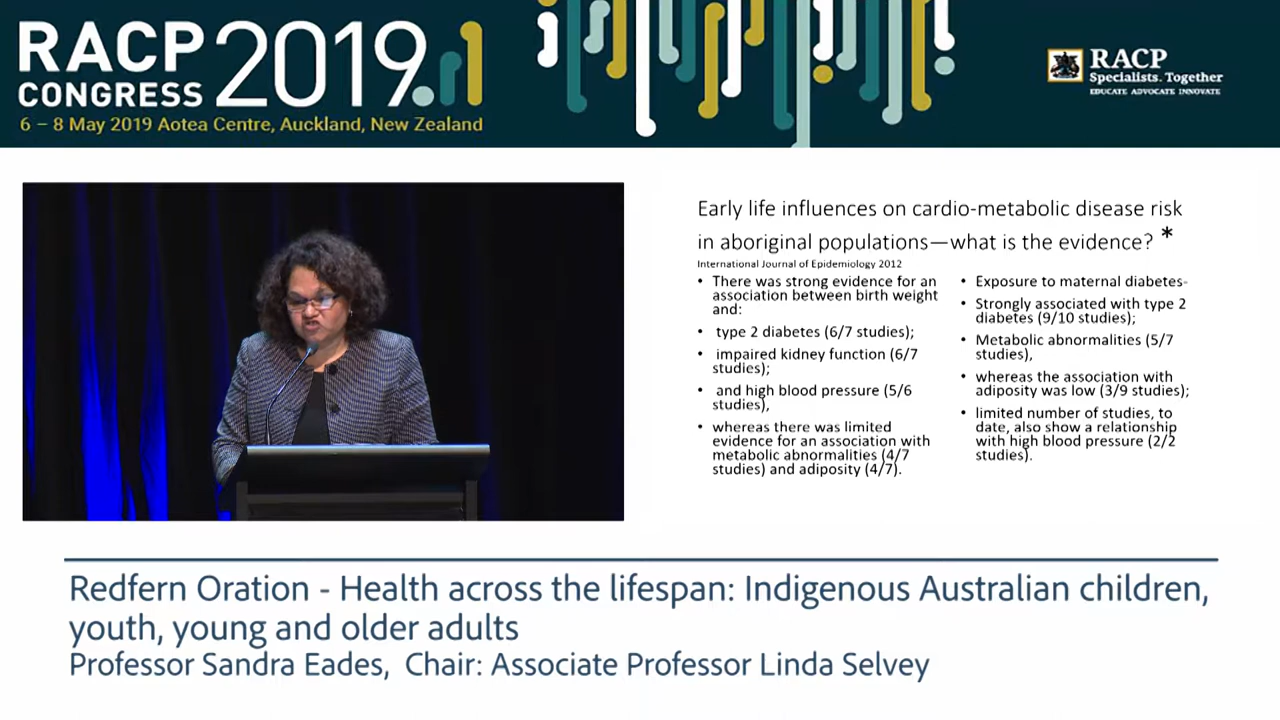 RACP
CONGRESS
2019
6 – 8 May 2019 Aotea Centre, Auckland, New Zealand
RACP
Specialists. Together
EDUCATE ADVOCATE INNOVATE
Early life influences on cardio-metabolic disease risk
in aboriginal populations—what is the evidence? *
International Journal of Epidemiology 2012
• There was strong evidence for an
association between birth weight
and:
• type 2 diabetes (6/7 studies);
• impaired kidney function (6/7
studies);
• and high blood pressure (5/6
studies),
• whereas there was limited
evidence for an association with
metabolic abnormalities (4/7
studies) and adiposity (4/7).
• Exposure to maternal diabetes-
• Strongly associated with type 2
diabetes (9/10 studies);
• Metabolic abnormalities (5/7
studies),
• whereas the association with
adiposity was low (3/9 studies);
• limited number of studies, to
date, also show a relationship
with high blood pressure (2/2
studies).
Redfern Oration - Health across the lifespan: Indigenous Australian children,
youth, young and older adults
Professor Sandra Eades, Chair: Associate Professor Linda Selvey